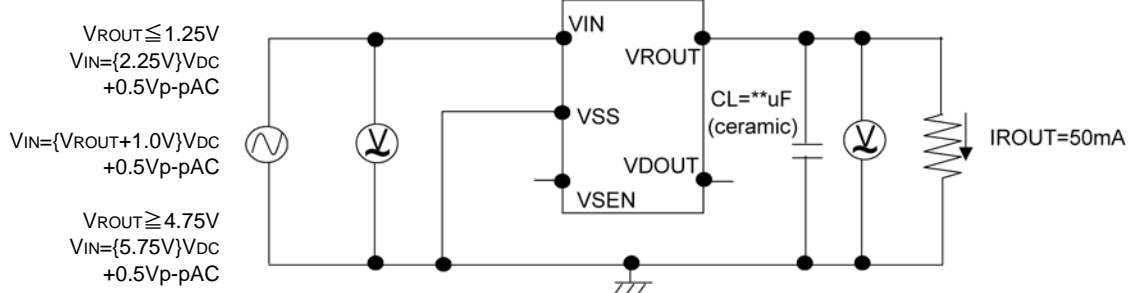 VROUT≦1.25V
VIN={2.25V}VDC
+0.5Vp-pAC
VIN={VROUT+1.0V}VDC
+0.5Vp-pAC
VROUT≧4.75V
VIN={5.75V}VDC
+0.5Vp-pAC
VIN
VROUT
VSS
VDOUT
VSEN
V
CL=**uF
(ceramic)
V
IROUT=50mA